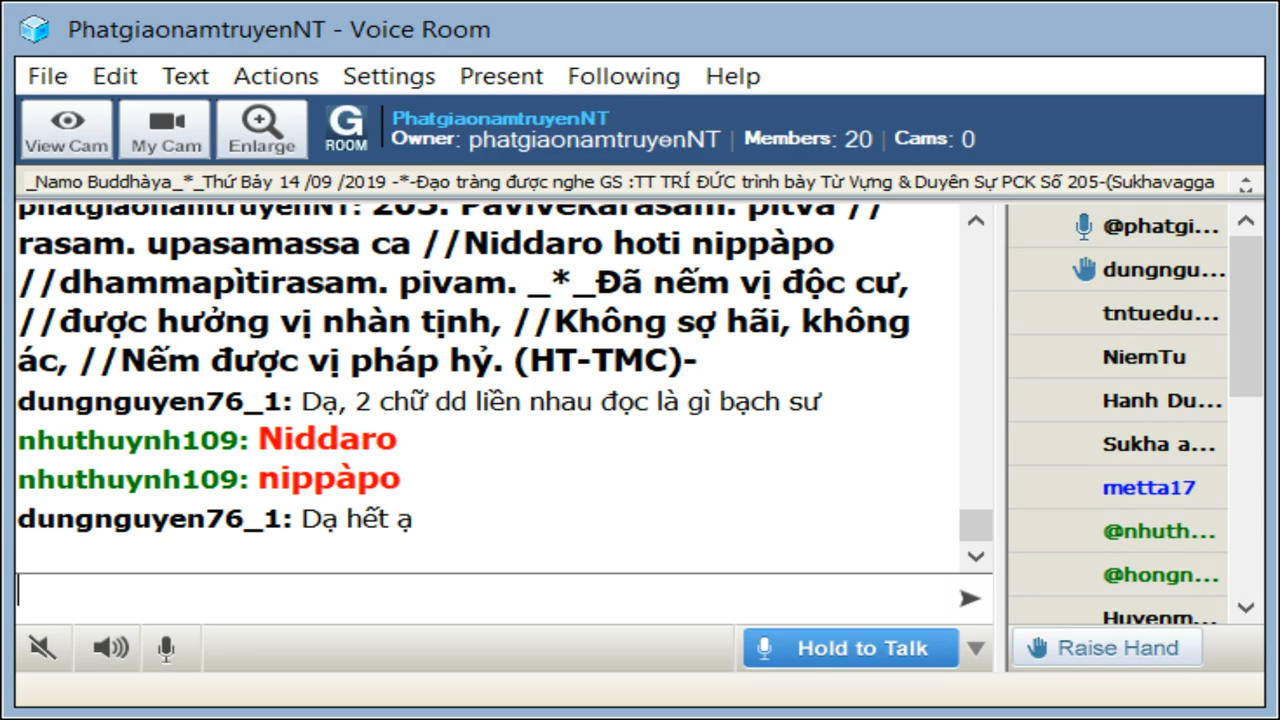 PhatgiaonamtruyenNT - Voice Room
File Edit Text Actions Settings Present Following Help
View Cam My Cam Enlarge G ROOM
PhatgiaonamtruyenNT
Owner: phatgiaonamtruyenNT | Members: 20 | Cams: 0
_Namo Buddhàya_*_Thứ Bảy 14 /09 /2019 -*-Đạo tràng được nghe GS :TT TRÍ ĐỨC trình bày Từ Vựng & Duyên Sự PCK Số 205-(Sukhavagga
phatgiaonamtruyenNT: 205. Pavivekarasam. pitvà //
rasam. upasamassa ca //Niddaro hoti nippàpo
//dhammapìtirasam. pivam. _*_Đã nếm vị độc cư,
//được hưởng vị nhàn tịnh, //Không sợ hãi, không
ác, //Nếm được vị pháp hỷ. (HT-TMC)-
dungnguyen76_1: Dạ, 2 chữ dd liền nhau đọc là gì bạch sư
nhuthuynh109: Niddaro
nhuthuynh109: nippàpo
dungnguyen76_1: Dạ hết ạ
@phatgi...
dungngu...
tntuedu...
NiemTu
Hanh Du...
Sukha a...
metta17
@nhuth...
@hongn...
Huyenm...
Hold to Talk
Raise Hand